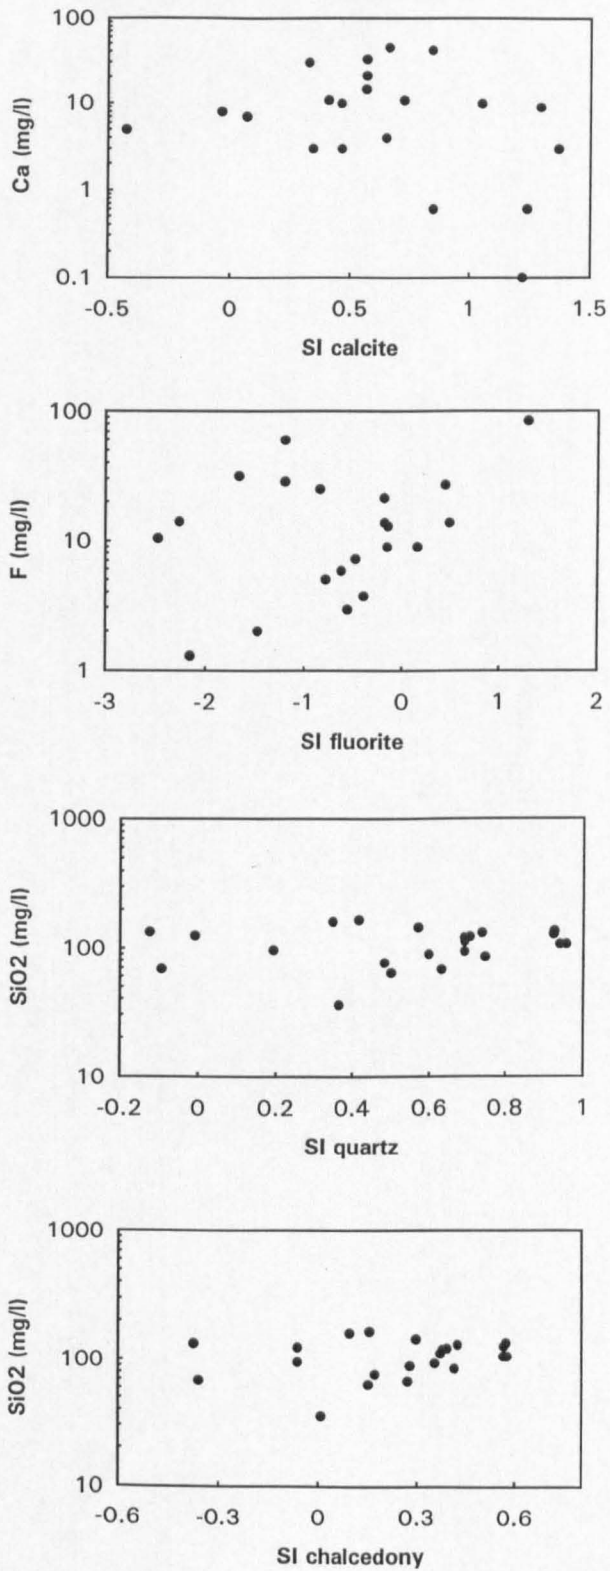 100
10
1
0.1
Ca (mg/l)
-0.5 0 0.5 1 1.5
SI calcite
100
10
1
F (mg/l)
-3 -2 -1 0 1 2
SI fluorite
1000
100
10
SiO2 (mg/l)
-0.2 0 0.2 0.4 0.6 0.8 1
SI quartz
1000
100
10
SiO2 (mg/l)
-0.6 -0.3 0 0.3 0.6
SI chalcedony